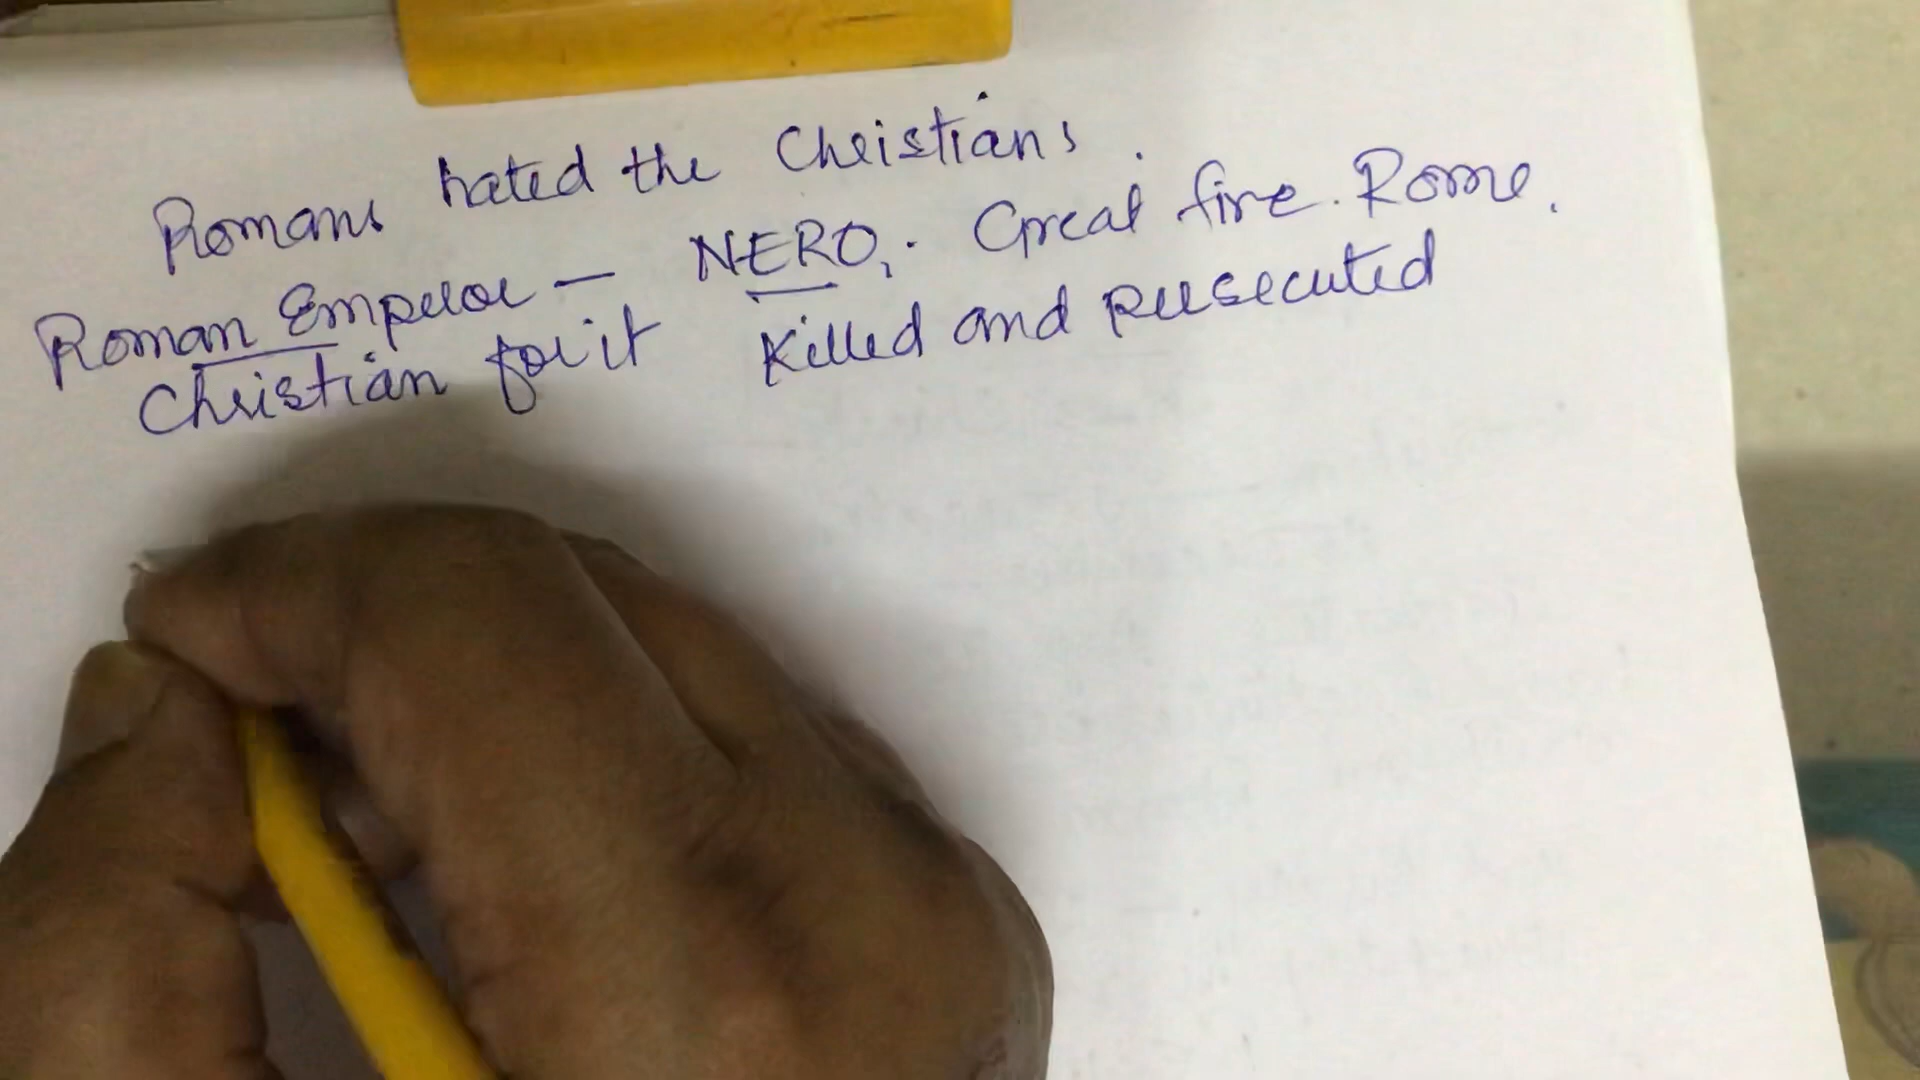 Romans hated the Christians.
Roman Emperor — NERO. Great fire. Rome.
Christian for it killed and persecuted